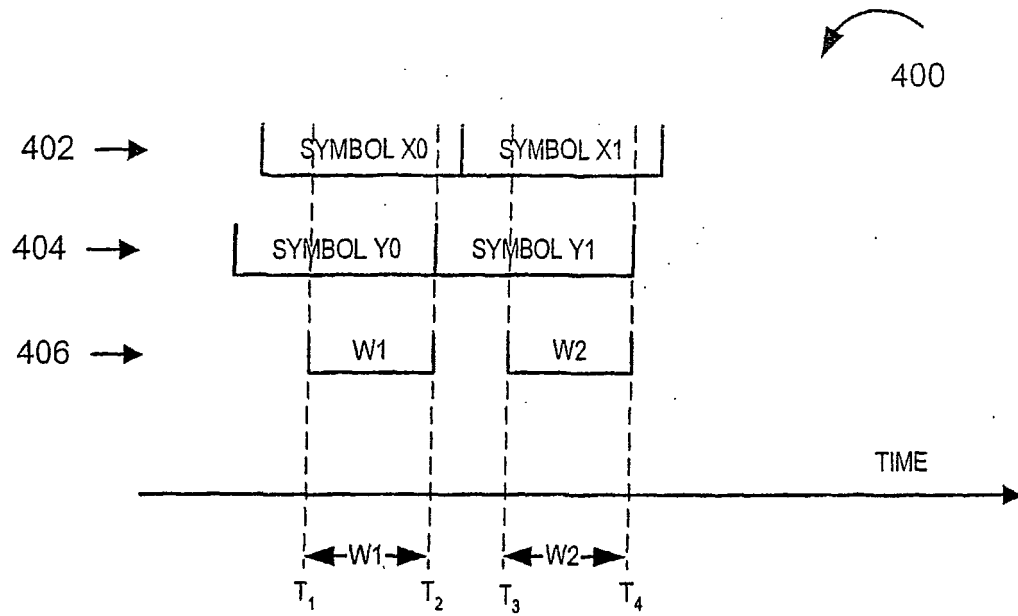 400
402
SYMBOL X0 SYMBOL X1
404
SYMBOL Y0 SYMBOL Y1
406
W1 W2
TIME
W1 W2
T1 T2 T3 T4